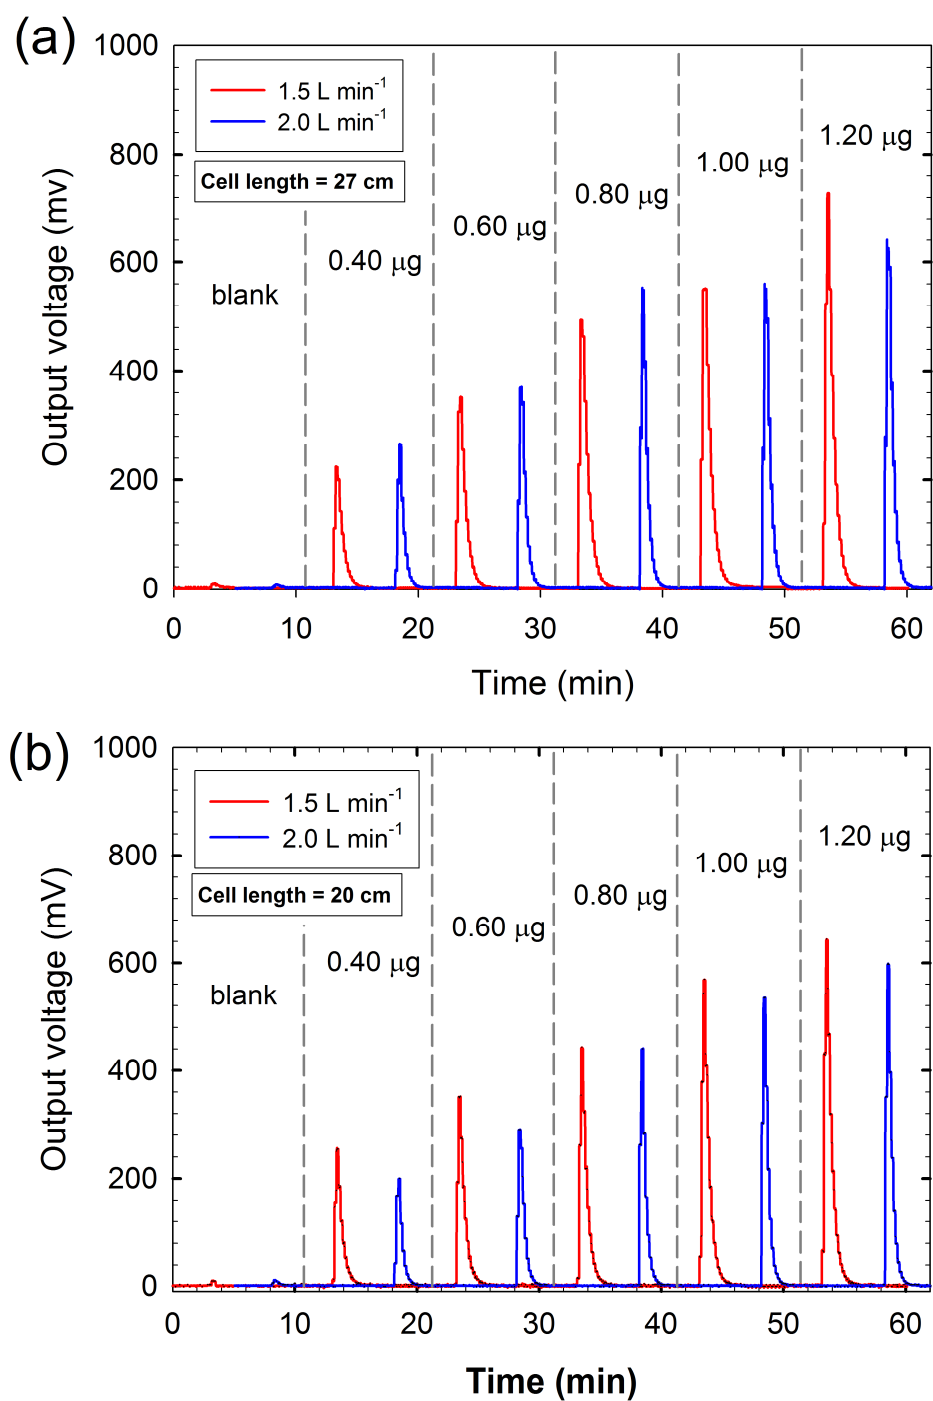 (a)
1000
800
600
400
200
0
Output voltage (mv)
1.5 L min⁻¹
2.0 L min⁻¹
Cell length = 27 cm
blank
0.40 μg
0.60 μg
0.80 μg
1.00 μg
1.20 μg
0 10 20 30 40 50 60
Time (min)
(b)
1000
800
600
400
200
0
Output voltage (mV)
1.5 L min⁻¹
2.0 L min⁻¹
Cell length = 20 cm
blank
0.40 μg
0.60 μg
0.80 μg
1.00 μg
1.20 μg
0 10 20 30 40 50 60
Time (min)